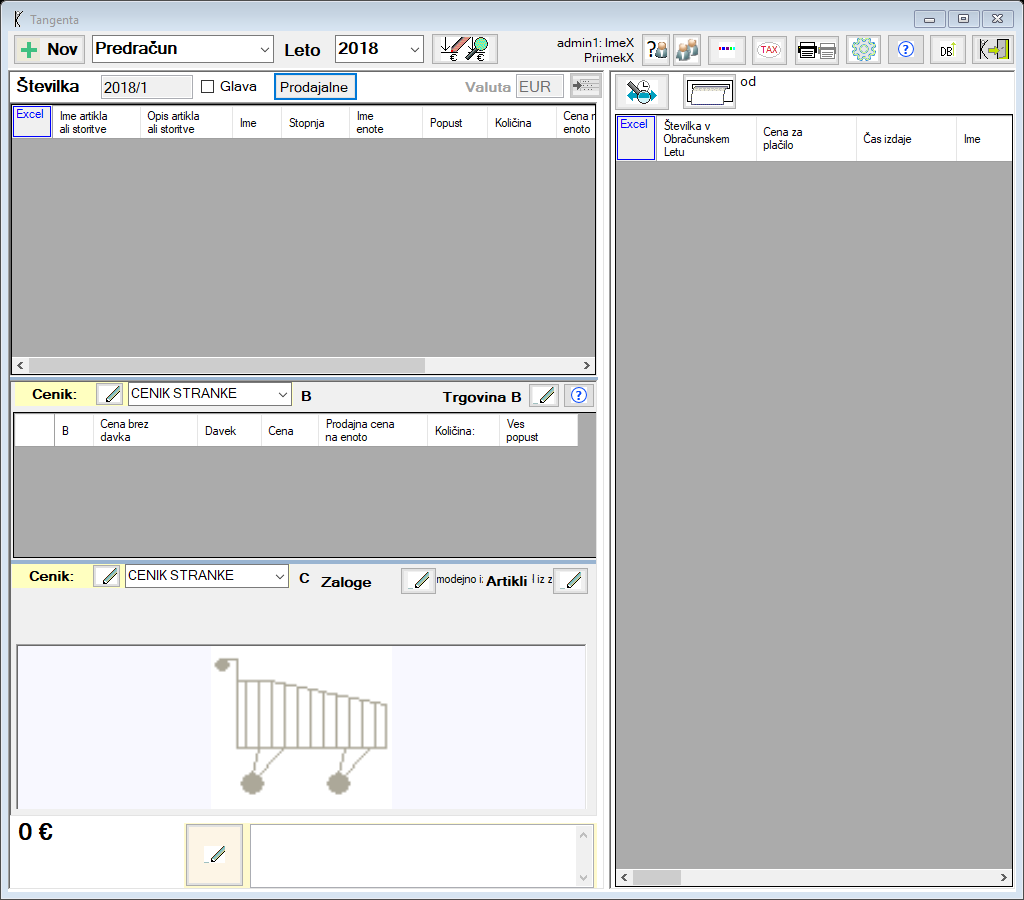 Tangenta
Nov
Predračun
Leto
2018
€ €
admin1: ImeX
PriimekX
TAX
DB
Številka
2018/1
Glava
Prodajalne
Valuta
EUR
od
Excel
Ime artikla
ali storitve
Opis artikla
ali storitve
Ime
Stopnja
Ime
enote
Popust
Količina
Cena
enoto
Excel
Številka v
Obračunskem
Letu
Cena za
plačilo
Čas izdaje
Ime
Cenik:
CENIK STRANKE
B
Trgovina B
B
Cena brez
davka
Davek
Cena
Prodajna cena
na enoto
Količina:
Ves
popust
Cenik:
CENIK STRANKE
C
Zaloge
modejno
Artikli
iz z
0 €